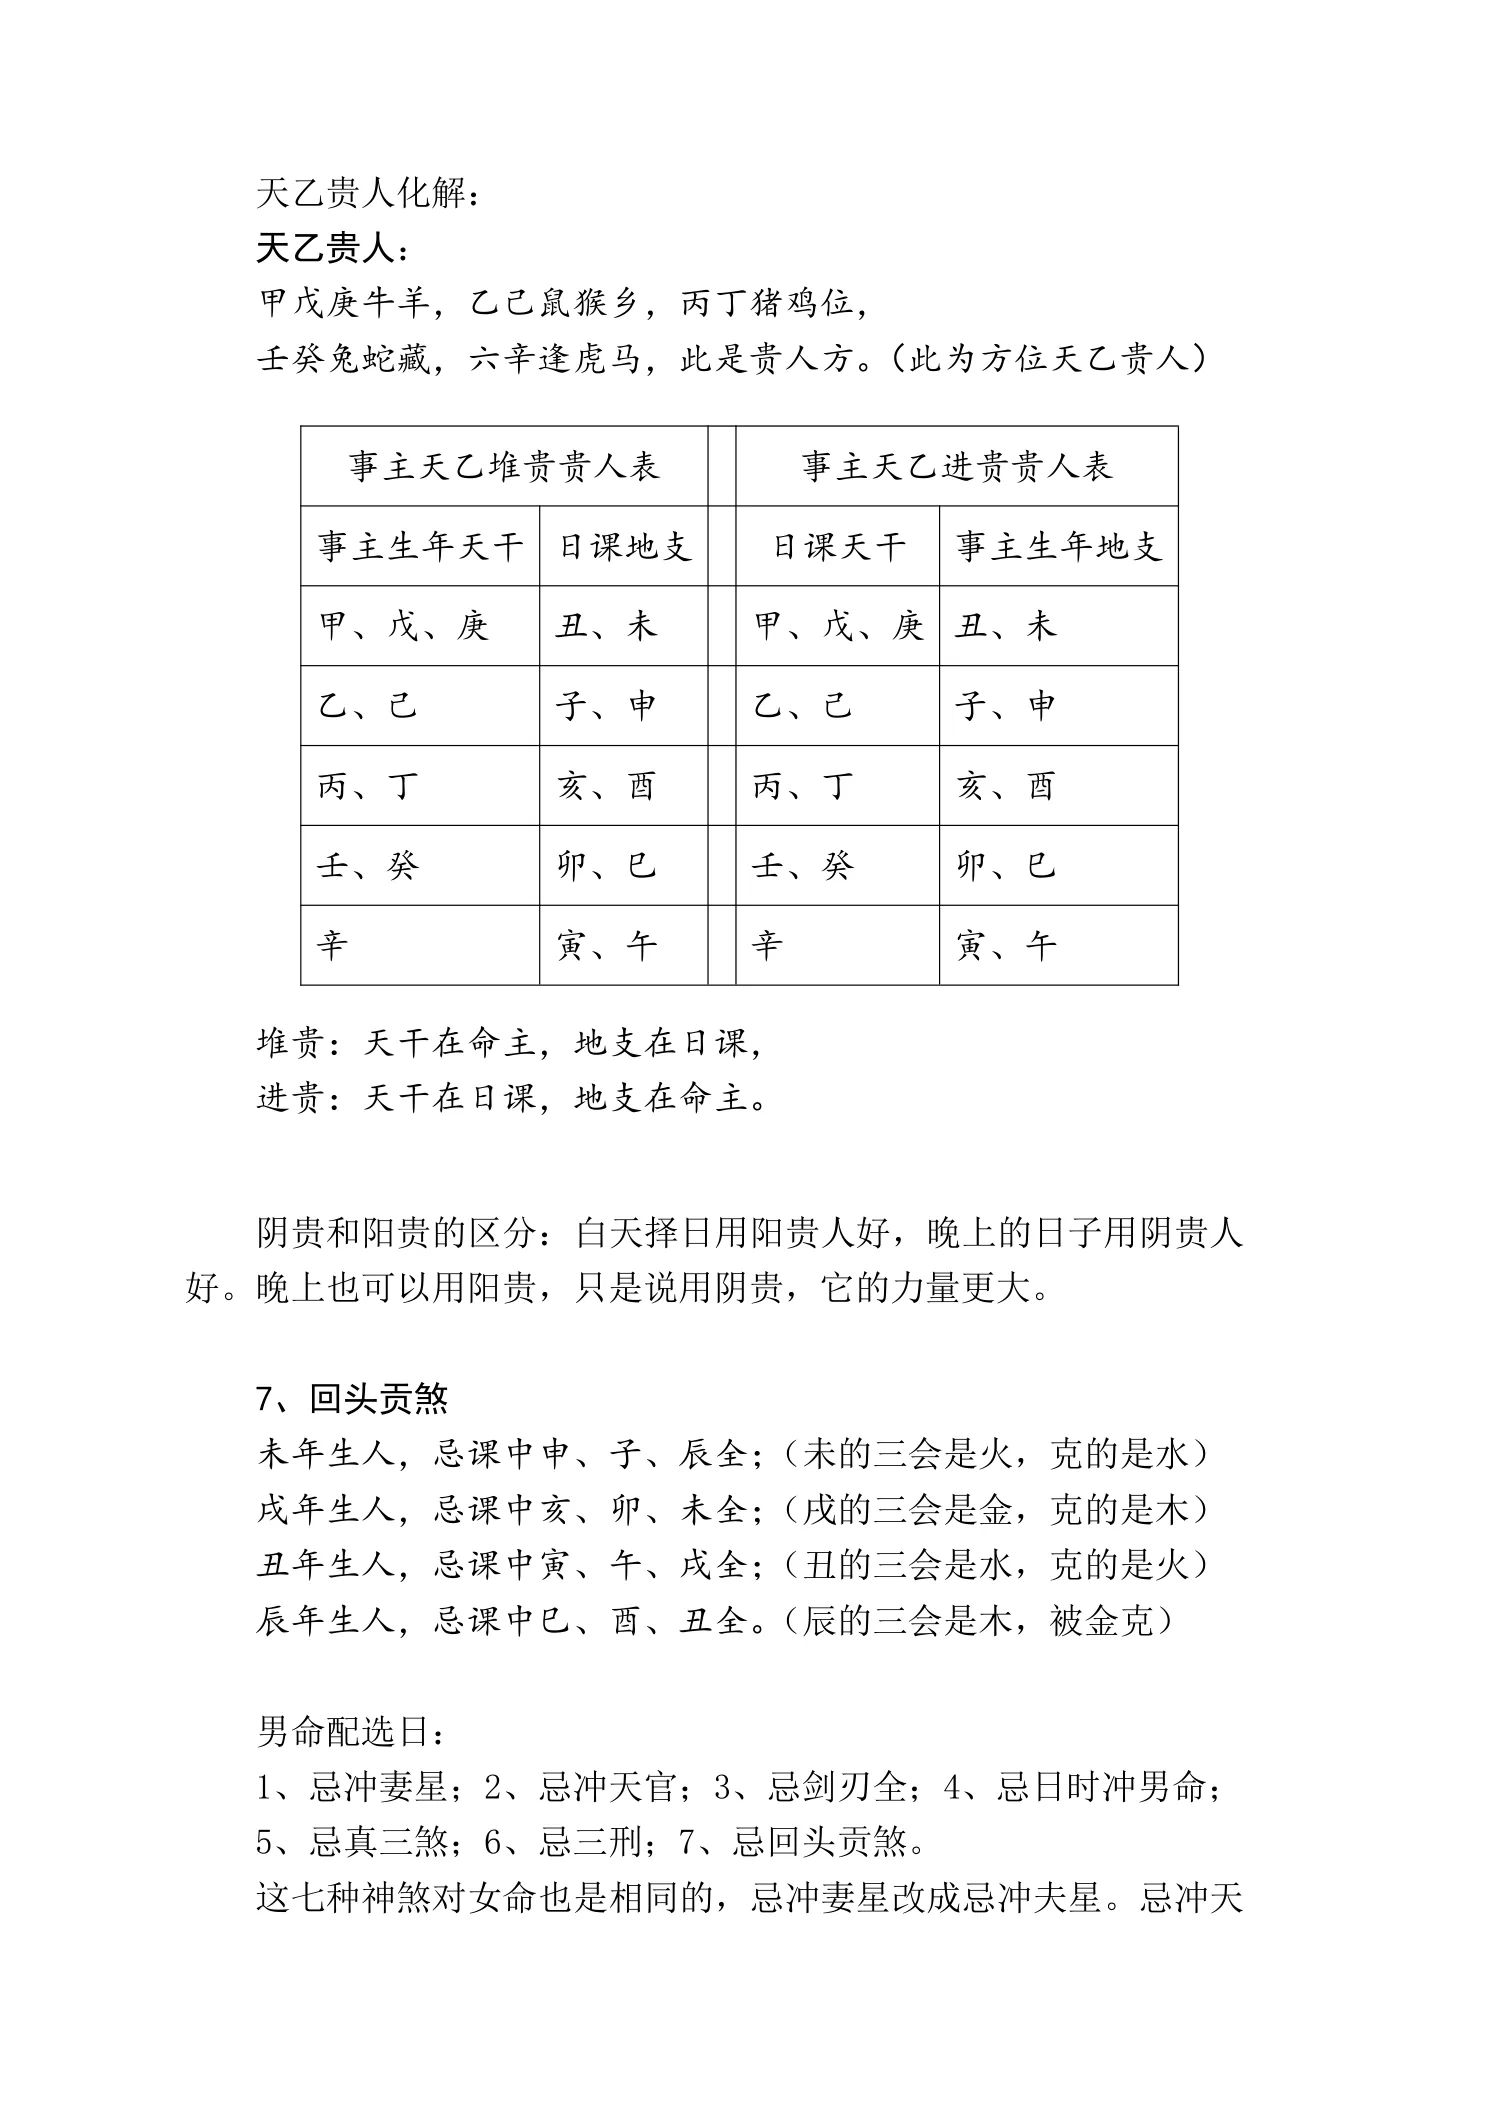 天乙贵人化解：
天乙贵人：
甲戊庚牛羊，乙己鼠猴乡，丙丁猪鸡位，
壬癸兔蛇藏，六辛逢虎马，此是贵人方。（此为方位天乙贵人）
事主天乙堆贵贵人表 事主天乙进贵贵人表
事主生年天干 日课地支 日课天干 事主生年地支
甲、戊、庚 丑、未 甲、戊、庚 丑、未
乙、己 子、申 乙、己 子、申
丙、丁 亥、酉 丙、丁 亥、酉
壬、癸 卯、巳 壬、癸 卯、巳
辛 寅、午 辛 寅、午
堆贵：天干在命主，地支在日课，
进贵：天干在日课，地支在命主。
阴贵和阳贵的区分：白天择日用阳贵人好，晚上的日子用阴贵人
好。晚上也可以用阳贵，只是说用阴贵，它的力量更大。
7、回头贡煞
未年生人，忌课中申、子、辰全；（未的三会是火，克的是水）
戌年生人，忌课中亥、卯、未全；（戌的三会是金，克的是木）
丑年生人，忌课中寅、午、戌全；（丑的三会是水，克的是火）
辰年生人，忌课中巳、酉、丑全。（辰的三会是木，被金克）
男命配选日：
1、忌冲妻星；2、忌冲天官；3、忌剑刃全；4、忌日时冲男命；
5、忌真三煞；6、忌三刑；7、忌回头贡煞。
这七种神煞对女命也是相同的，忌冲妻星改成忌冲夫星。忌冲天